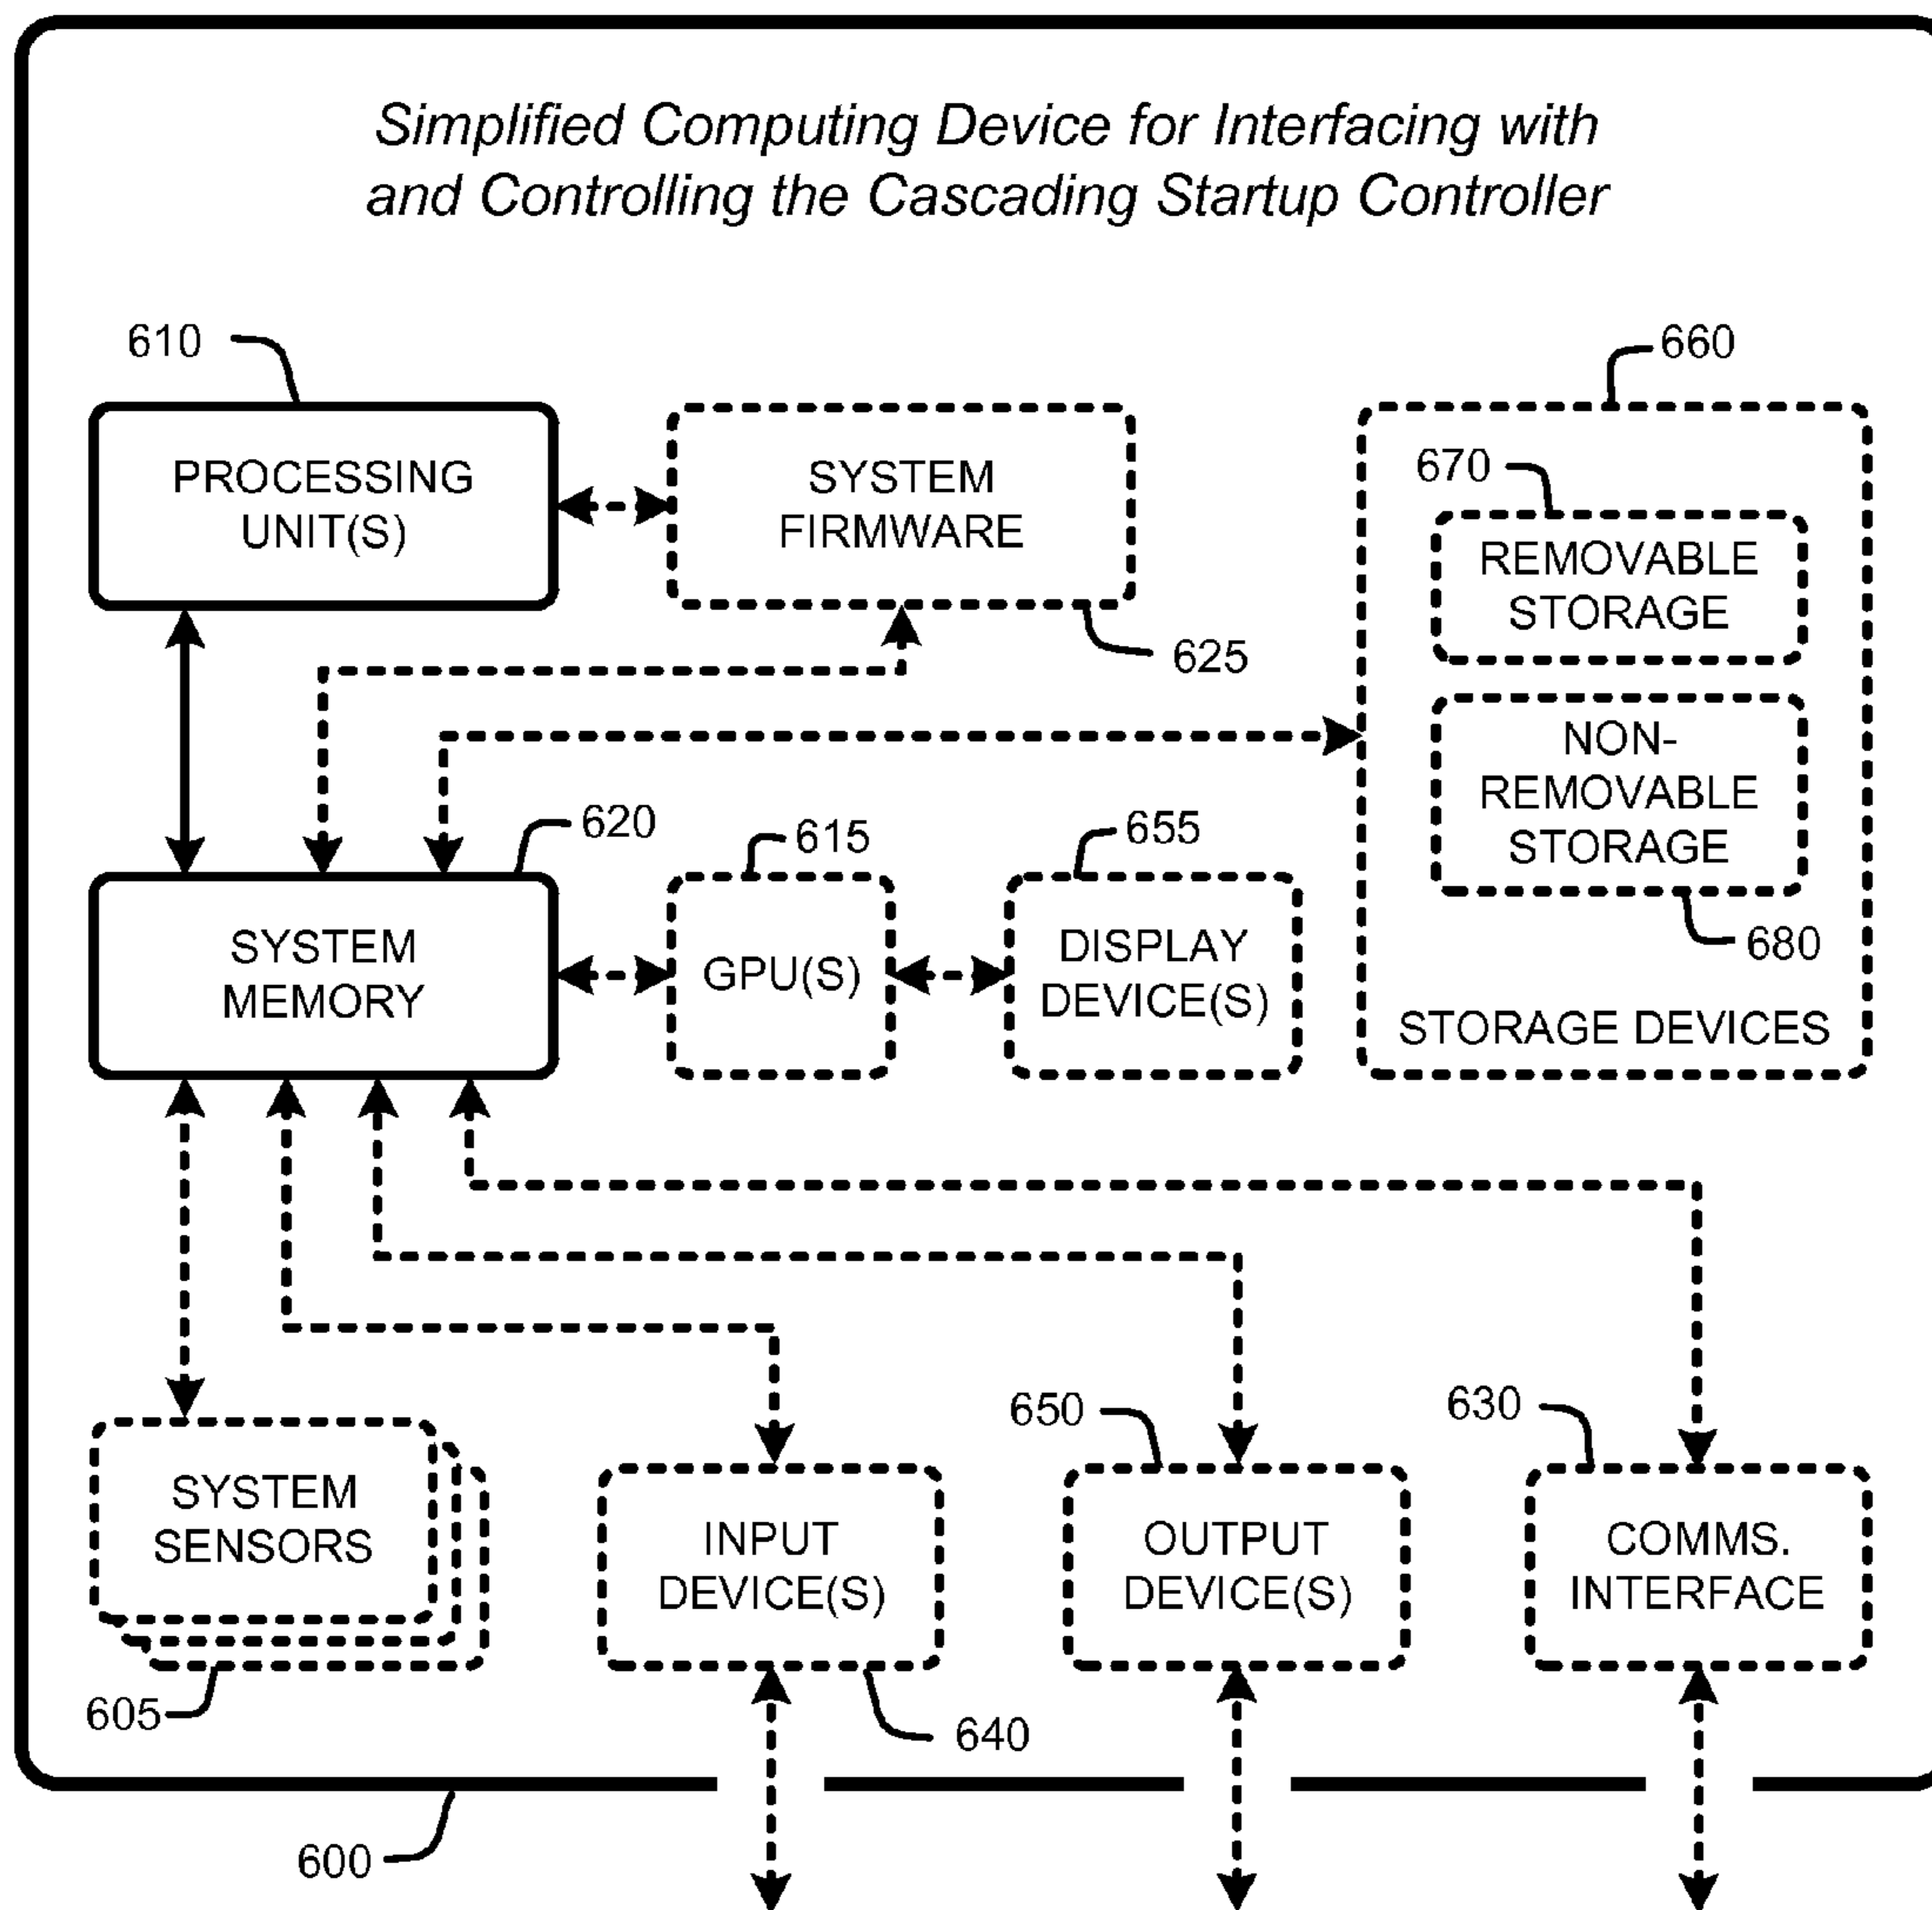 Simplified Computing Device for Interfacing with
and Controlling the Cascading Startup Controller
610
660
PROCESSING
UNIT(S)
SYSTEM
FIRMWARE
625
670
REMOVABLE
STORAGE
NON-
REMOVABLE
STORAGE
680
STORAGE DEVICES
620
615
655
SYSTEM
MEMORY
GPU(S)
DISPLAY
DEVICE(S)
650
630
SYSTEM
SENSORS
605
INPUT
DEVICE(S)
640
OUTPUT
DEVICE(S)
COMMS.
INTERFACE
600